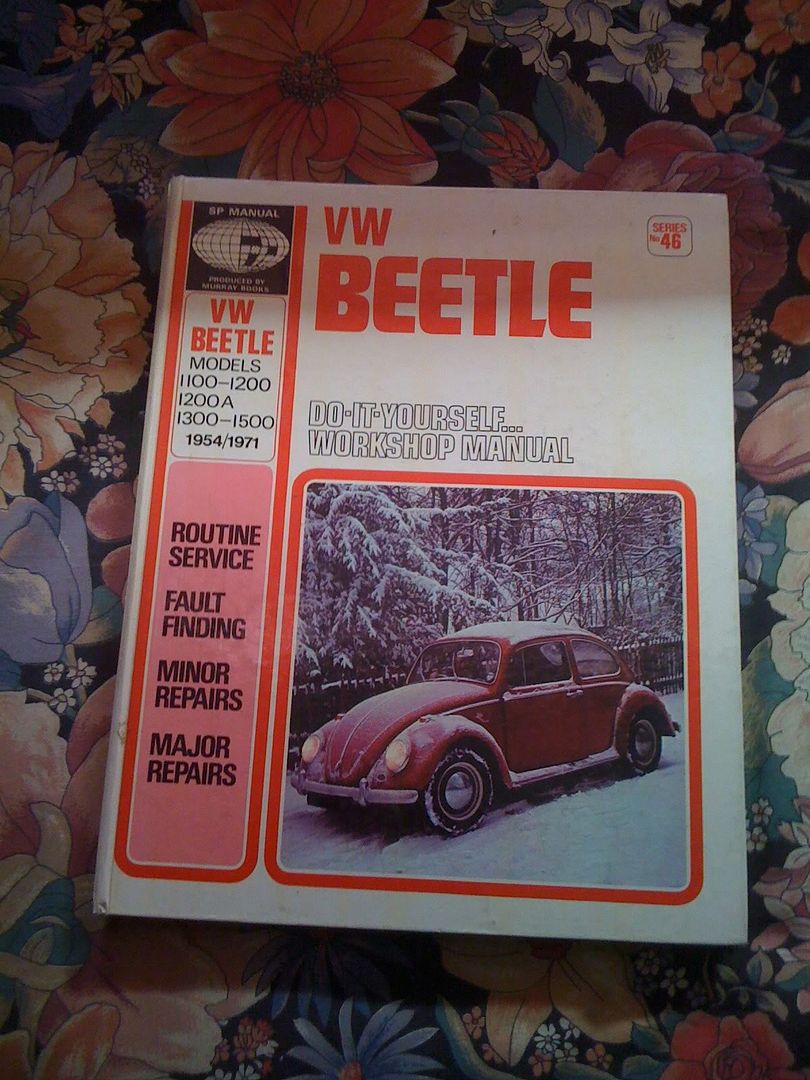 SP MANUAL
PRODUCED BY
MURRAY BOOKS
VW
BEETLE
MODELS
1100-1200
1200A
1300-1500
1954/1971
ROUTINE
SERVICE
FAULT
FINDING
MINOR
REPAIRS
MAJOR
REPAIRS
VW
BEETLE
SERIES
No 46
DO-IT-YOURSELF...
WORKSHOP MANUAL